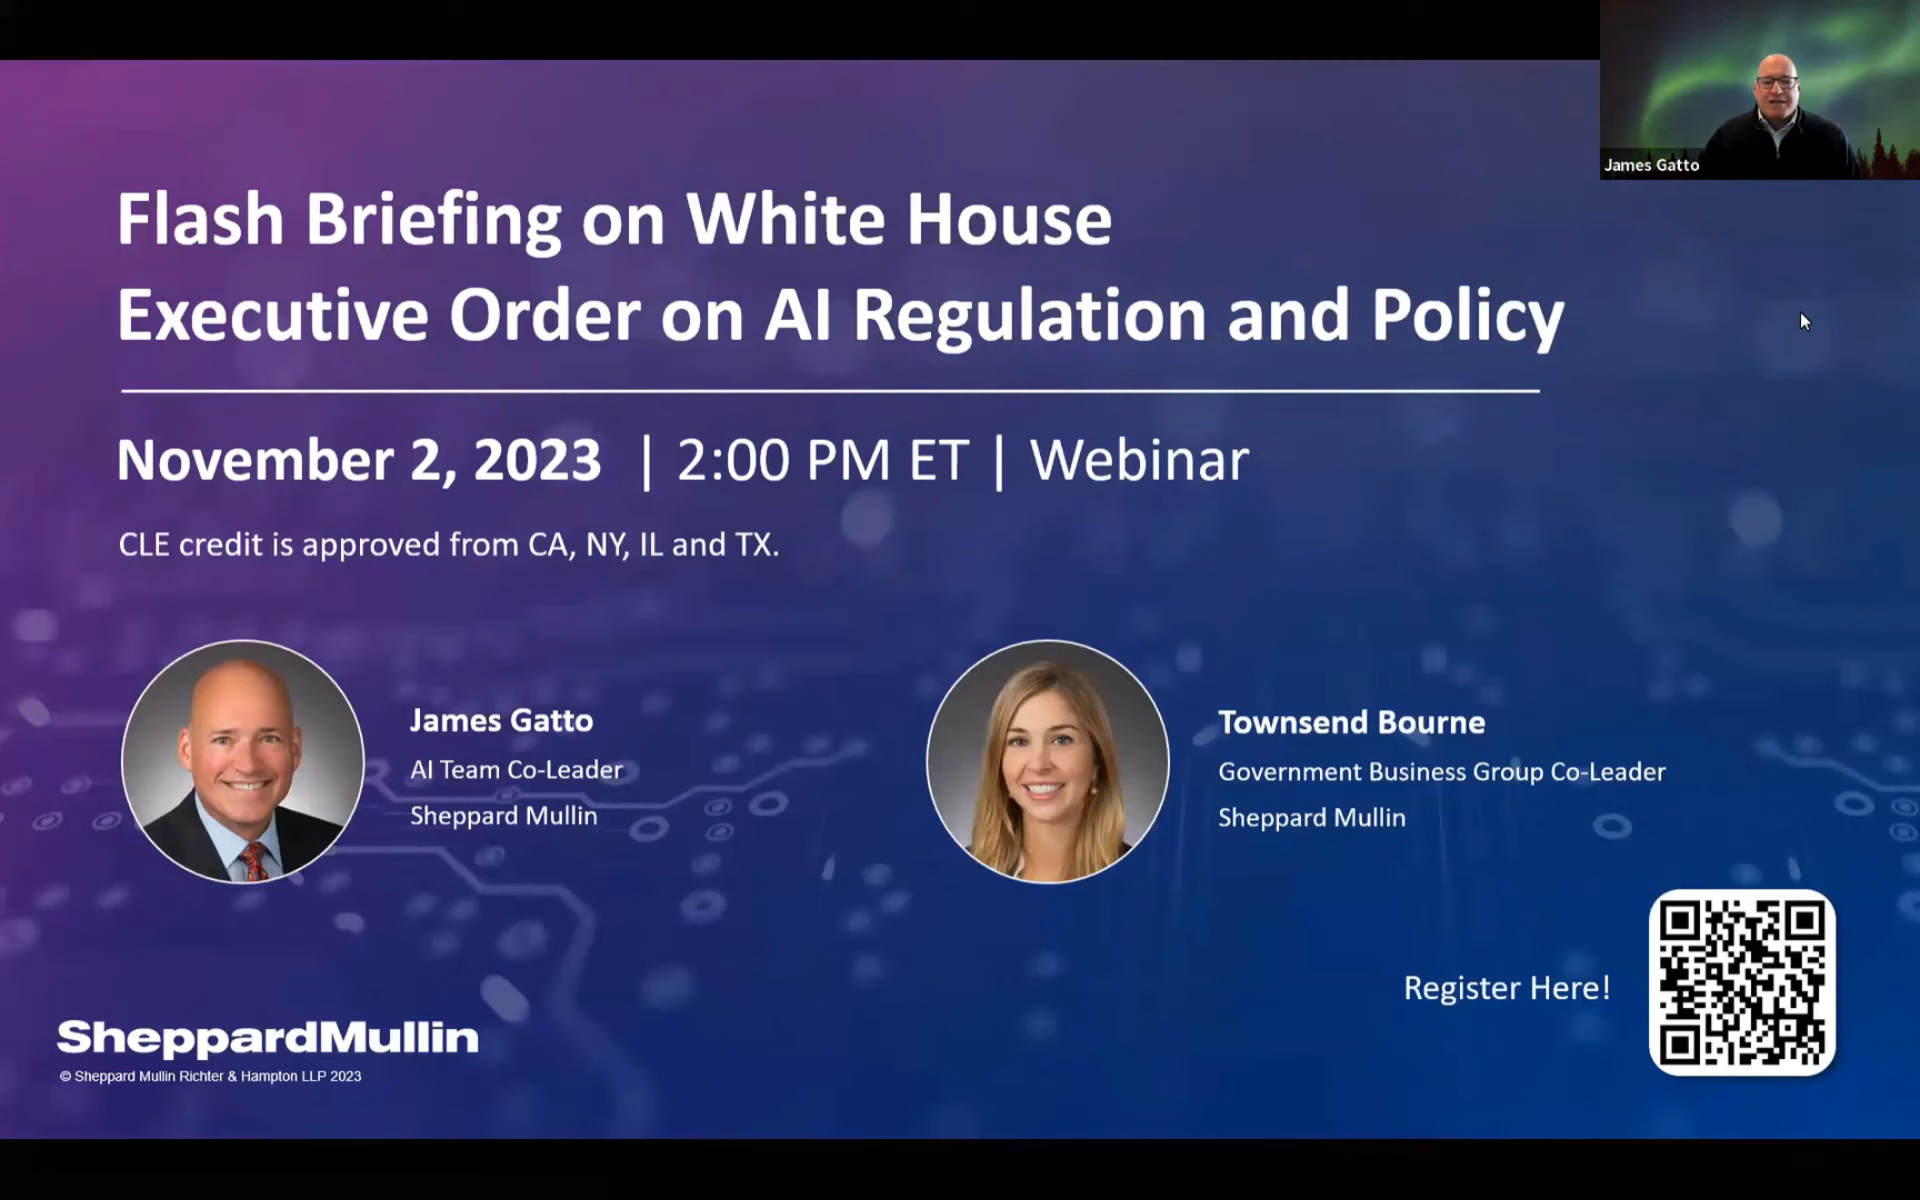 James Gatto
Flash Briefing on White House
Executive Order on AI Regulation and Policy
November 2, 2023 | 2:00 PM ET | Webinar
CLE credit is approved from CA, NY, IL and TX.
James Gatto
AI Team Co-Leader
Sheppard Mullin
Townsend Bourne
Government Business Group Co-Leader
Sheppard Mullin
Register Here!
SheppardMullin
© Sheppard Mullin Richter & Hampton LLP 2023